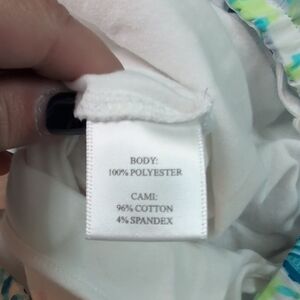 BODY:
100% POLYESTER
CAMI:
96% COTTON
4% SPANDEX